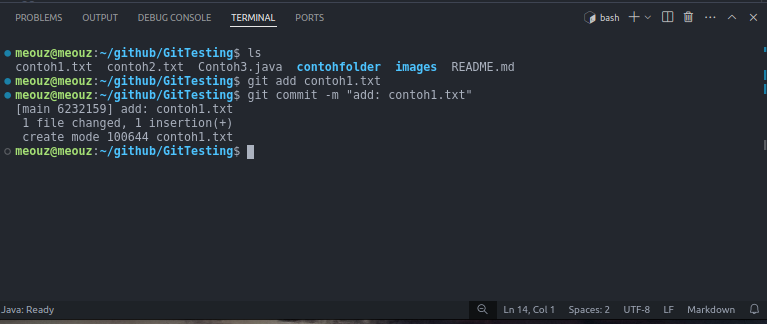 PROBLEMS OUTPUT DEBUG CONSOLE TERMINAL PORTS bash
meouz@meouz:~/github/GitTesting$ ls
contoh1.txt contoh2.txt Contoh3.java contohfolder images README.md
meouz@meouz:~/github/GitTesting$ git add contoh1.txt
meouz@meouz:~/github/GitTesting$ git commit -m "add: contoh1.txt"
[main 6232159] add: contoh1.txt
1 file changed, 1 insertion(+)
create mode 100644 contoh1.txt
meouz@meouz:~/github/GitTesting$
Java: Ready Ln 14, Col 1 Spaces: 2 UTF-8 LF Markdown